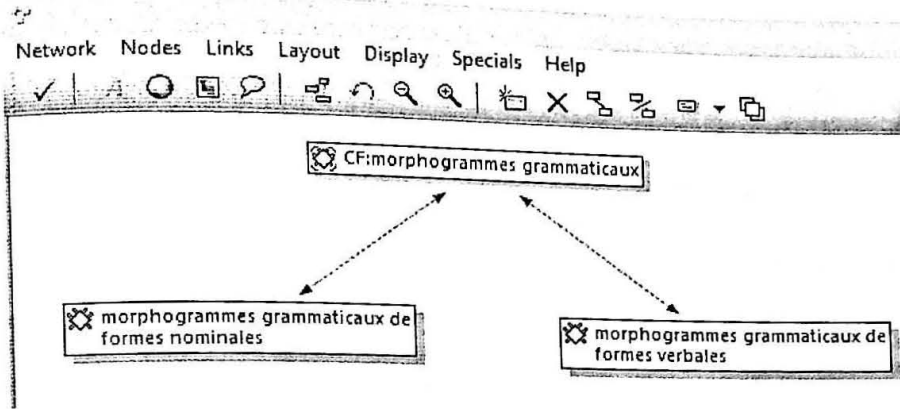 Network Nodes Links Layout Display Specials Help
A
CF:morphogrammes grammaticaux
morphogrammes grammaticaux de
formes nominales
morphogrammes grammaticaux de
formes verbales